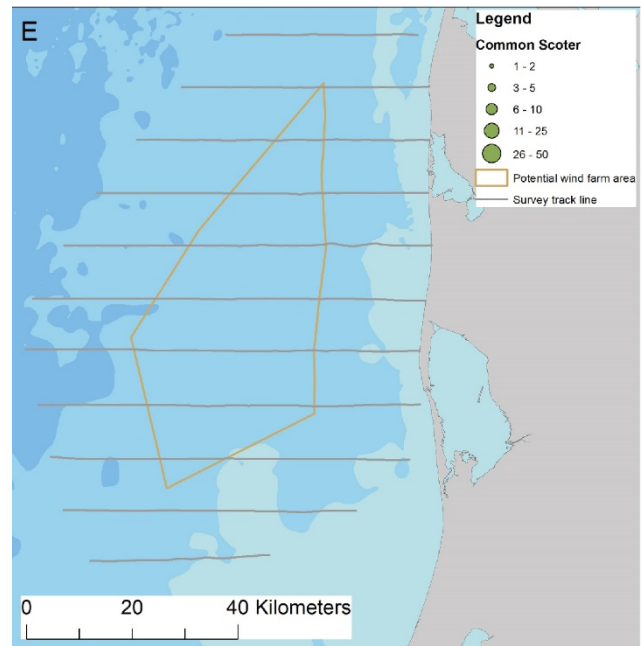 E
Legend
Common Scoter
1 - 2
3 - 5
6 - 10
11 - 25
26 - 50
Potential wind farm area
Survey track line
0 20 40 Kilometers